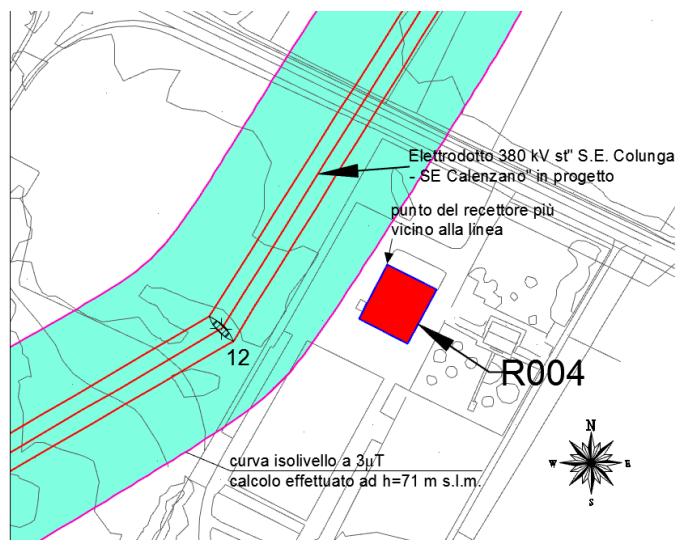 Elettrodotto 380 kV st" S.E. Colunga
- SE Calenzano" in progetto
punto del recettore più
vicino alla linea
12
R004
curva isolivello a 3μT
calcolo effettuato ad h=71 m s.l.m.
N
W
E
S